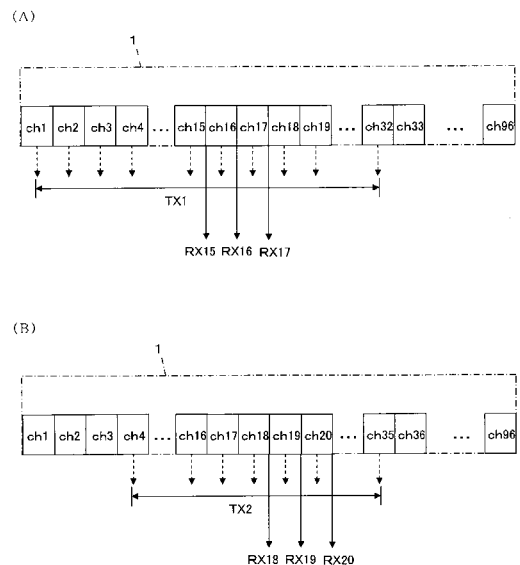 (A)
1
ch1 ch2 ch3 ch4 ... ch15 ch16 ch17 ch18 ch19 ... ch32 ch33 ... ch96
TX1
RX15 RX16 RX17
(B)
1
ch1 ch2 ch3 ch4 ... ch16 ch17 ch18 ch19 ch20 ... ch35 ch36 ... ch96
TX2
RX18 RX19 RX20